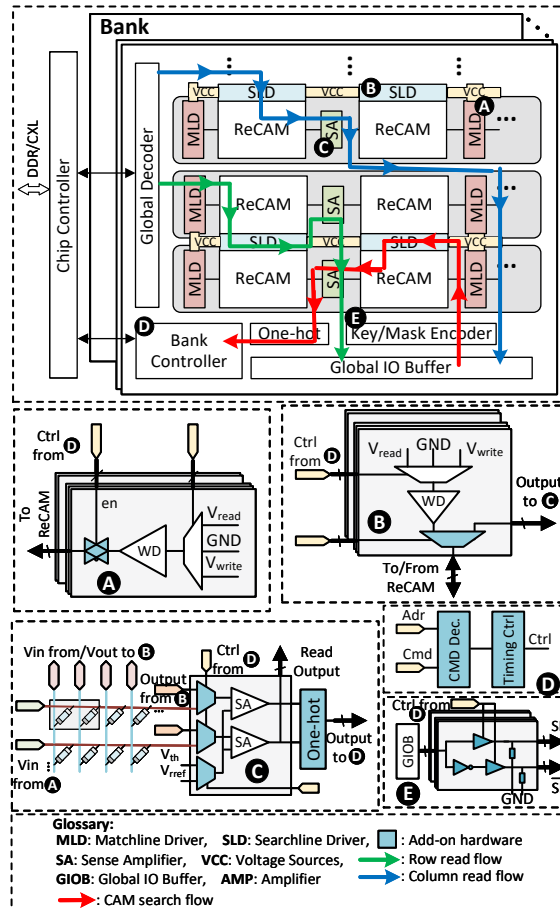 Bank
VCC SLD VCC SLD VCC
B
A
MLD ReCAM SA ReCAM MLD
C
DDR/CXL
Chip Controller
Global Decoder
MLD ReCAM SA ReCAM MLD
VCC SLD VCC SLD VCC
MLD ReCAM SA ReCAM MLD
D
E
Bank Controller
One-hot
Key/Mask Encoder
Global IO Buffer
Ctrl
from D
To
ReCAM
en
WD
Vread
GND
Vwrite
A
Ctrl
from D
GND
Vread
Vwrite
WD
Output
to C
B
To/From
ReCAM
Adr
Cmd
CMD Dec.
Timing Ctrl
Ctrl
D
Vin from/Vout to B
Ctrl
from D
Read
Output
Output
from B
SA
SA
One-hot
Output
to D
Vth
Vrref
C
Vin
from A
Ctrl from
D
GIOB
E
GND
Glossary:
MLD: Matchline Driver, SLD: Searchline Driver, : Add-on hardware
SA: Sense Amplifier, VCC: Voltage Sources, : Row read flow
GIOB: Global IO Buffer, AMP: Amplifier : Column read flow
: CAM search flow